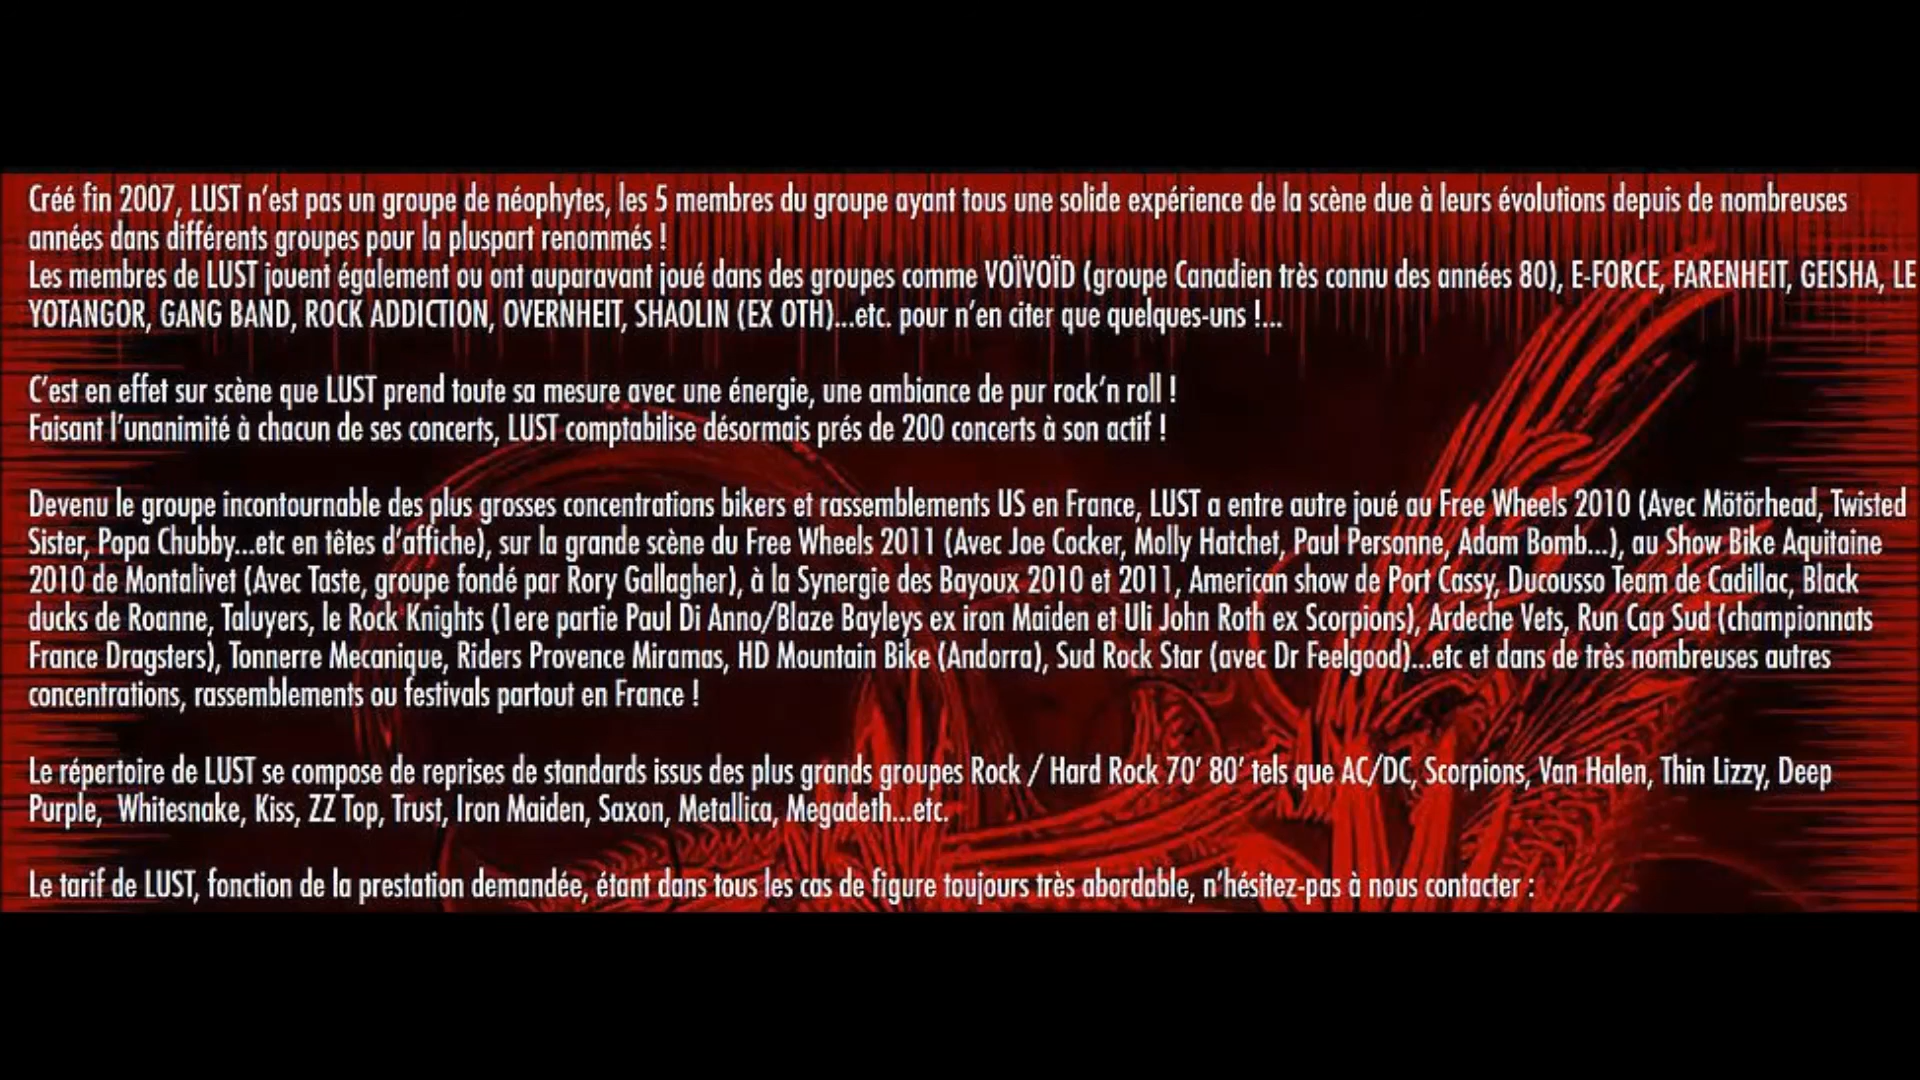 Créé fin 2007, LUST n'est pas un groupe de néophytes, les 5 membres du groupe ayant tous une solide expérience de la scène due à leurs évolutions depuis de nombreuses
années dans différents groupes pour la pluspart renommés !
Les membres de LUST jouent également ou ont auparavant joué dans des groupes comme VOÏVOÏD (groupe Canadien très connu des années 80), E-FORCE, FARENHEIT, GEISHA, LE
YOTANGOR, GANG BAND, ROCK ADDICTION, OVERNHEIT, SHAOLIN (EX OTH)...etc. pour n'en citer que quelques-uns !...
C'est en effet sur scène que LUST prend toute sa mesure avec une énergie, une ambiance de pur rock'n roll !
Faisant l'unanimité à chacun de ses concerts, LUST comptabilise désormais prés de 200 concerts à son actif !
Devenu le groupe incontournable des plus grosses concentrations bikers et rassemblements US en France, LUST a entre autre joué au Free Wheels 2010 (Avec Mötörhead, Twisted
Sister, Popa Chubby...etc en têtes d'affiche), sur la grande scène du Free Wheels 2011 (Avec Joe Cocker, Molly Hatchet, Paul Personne, Adam Bomb...), au Show Bike Aquitaine
2010 de Montalivet (Avec Taste, groupe fondé par Rory Gallagher), à la Synergie des Bayoux 2010 et 2011, American show de Port Cassy, Ducousso Team de Cadillac, Black
ducks de Roanne, Taluyers, le Rock Knights (1ere partie Paul Di Anno/Blaze Bayleys ex iron Maiden et Uli John Roth ex Scorpions), Ardeche Vets, Run Cap Sud (championnats
France Dragsters), Tonnerre Mecanique, Riders Provence Miramas, HD Mountain Bike (Andorra), Sud Rock Star (avec Dr Feelgood)...etc et dans de très nombreuses autres
concentrations, rassemblements ou festivals partout en France !
Le répertoire de LUST se compose de reprises de standards issus des plus grands groupes Rock / Hard Rock 70' 80' tels que AC/DC, Scorpions, Van Halen, Thin Lizzy, Deep
Purple,  Whitesnake, Kiss, ZZ Top, Trust, Iron Maiden, Saxon, Metallica, Megadeth...etc.
Le tarif de LUST, fonction de la prestation demandée, étant dans tous les cas de figure toujours très abordable, n'hésitez-pas à nous contacter :